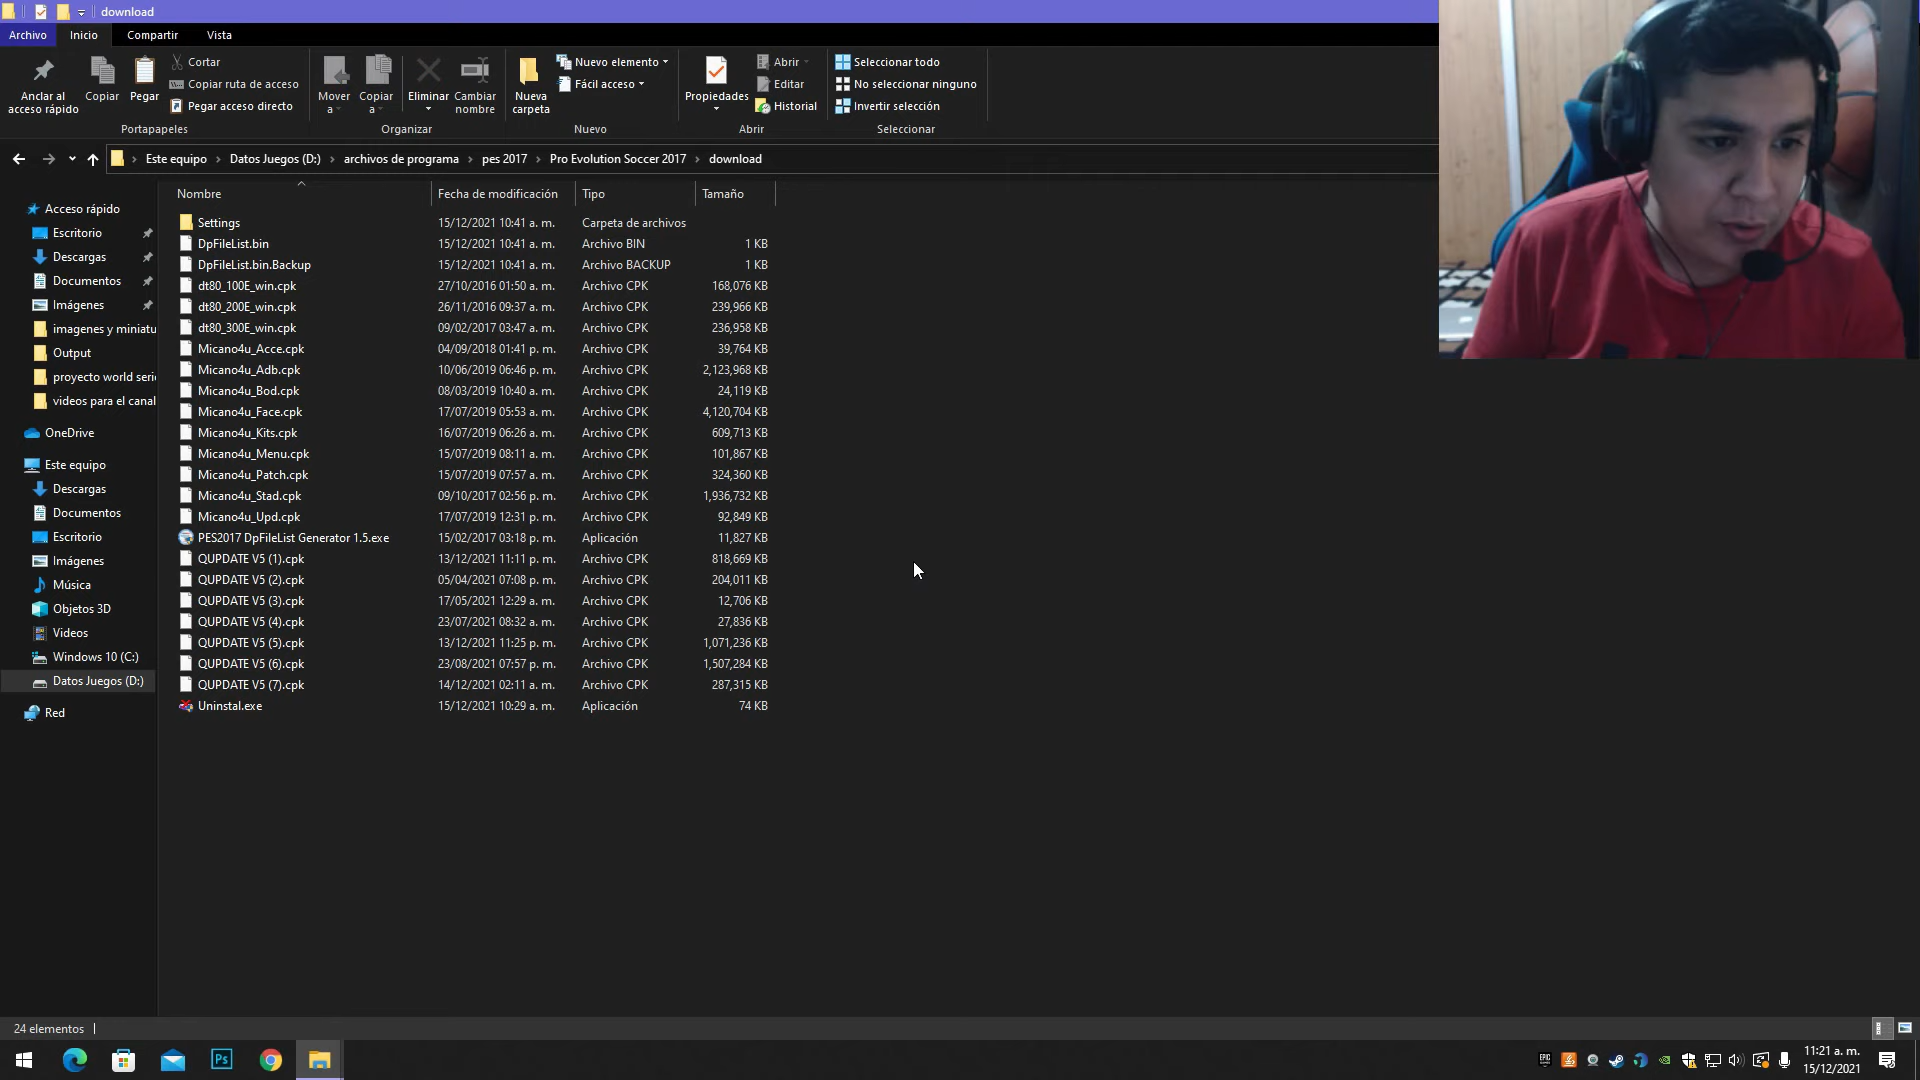 download
Archivo Inicio Compartir Vista
Anclar al acceso rápido
Copiar
Pegar
Cortar
Copiar ruta de acceso
Pegar acceso directo
Portapapeles
Mover a
Copiar a
Eliminar
Cambiar nombre
Organizar
Nueva carpeta
Nuevo elemento
Fácil acceso
Nuevo
Propiedades
Abrir
Editar
Historial
Abrir
Seleccionar todo
No seleccionar ninguno
Invertir selección
Seleccionar
Este equipo > Datos Juegos (D:) > archivos de programa > pes 2017 > Pro Evolution Soccer 2017 > download
Acceso rápido
Escritorio
Descargas
Documentos
Imágenes
imagenes y miniatu
Output
proyecto world serie
videos para el canal
OneDrive
Este equipo
Descargas
Documentos
Escritorio
Imágenes
Música
Objetos 3D
Videos
Windows 10 (C:)
Datos Juegos (D:)
Red
Nombre Fecha de modificación Tipo Tamaño
Settings 15/12/2021 10:41 a. m. Carpeta de archivos
DpFileList.bin 15/12/2021 10:41 a. m. Archivo BIN 1 KB
DpFileList.bin.Backup 15/12/2021 10:41 a. m. Archivo BACKUP 1 KB
dt80_100E_win.cpk 27/10/2016 01:50 a. m. Archivo CPK 168,076 KB
dt80_200E_win.cpk 26/11/2016 09:37 a. m. Archivo CPK 239,966 KB
dt80_300E_win.cpk 09/02/2017 03:47 a. m. Archivo CPK 236,958 KB
Micano4u_Acce.cpk 04/09/2018 01:41 p. m. Archivo CPK 39,764 KB
Micano4u_Adb.cpk 10/06/2019 06:46 p. m. Archivo CPK 2,123,968 KB
Micano4u_Bod.cpk 08/03/2019 10:40 a. m. Archivo CPK 24,119 KB
Micano4u_Face.cpk 17/07/2019 05:53 a. m. Archivo CPK 4,120,704 KB
Micano4u_Kits.cpk 16/07/2019 06:26 a. m. Archivo CPK 609,713 KB
Micano4u_Menu.cpk 15/07/2019 08:11 a. m. Archivo CPK 101,867 KB
Micano4u_Patch.cpk 15/07/2019 07:57 a. m. Archivo CPK 324,360 KB
Micano4u_Stad.cpk 09/10/2017 02:56 p. m. Archivo CPK 1,936,732 KB
Micano4u_Upd.cpk 17/07/2019 12:31 p. m. Archivo CPK 92,849 KB
PES2017 DpFileList Generator 1.5.exe 15/02/2017 03:18 p. m. Aplicación 11,827 KB
QUPDATE V5 (1).cpk 13/12/2021 11:11 p. m. Archivo CPK 818,669 KB
QUPDATE V5 (2).cpk 05/04/2021 07:08 p. m. Archivo CPK 204,011 KB
QUPDATE V5 (3).cpk 17/05/2021 12:29 a. m. Archivo CPK 12,706 KB
QUPDATE V5 (4).cpk 23/07/2021 08:32 a. m. Archivo CPK 27,836 KB
QUPDATE V5 (5).cpk 13/12/2021 11:25 p. m. Archivo CPK 1,071,236 KB
QUPDATE V5 (6).cpk 23/08/2021 07:57 p. m. Archivo CPK 1,507,284 KB
QUPDATE V5 (7).cpk 14/12/2021 02:11 a. m. Archivo CPK 287,315 KB
Uninstal.exe 15/12/2021 10:29 a. m. Aplicación 74 KB
24 elementos
Ps
EPIC
11:21 a. m.
15/12/2021